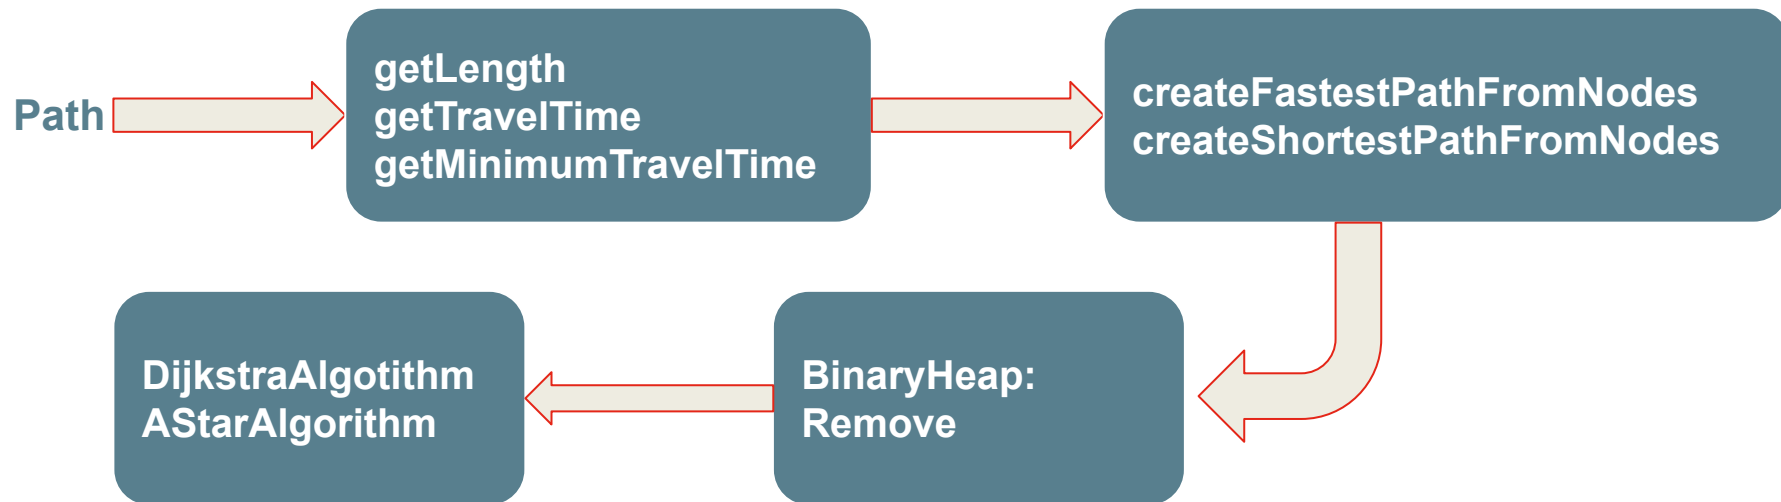 Path
getLength
getTravelTime
getMinimumTravelTime
createFastestPathFromNodes
createShortestPathFromNodes
BinaryHeap:
Remove
DijkstraAlgotithm
AStarAlgorithm